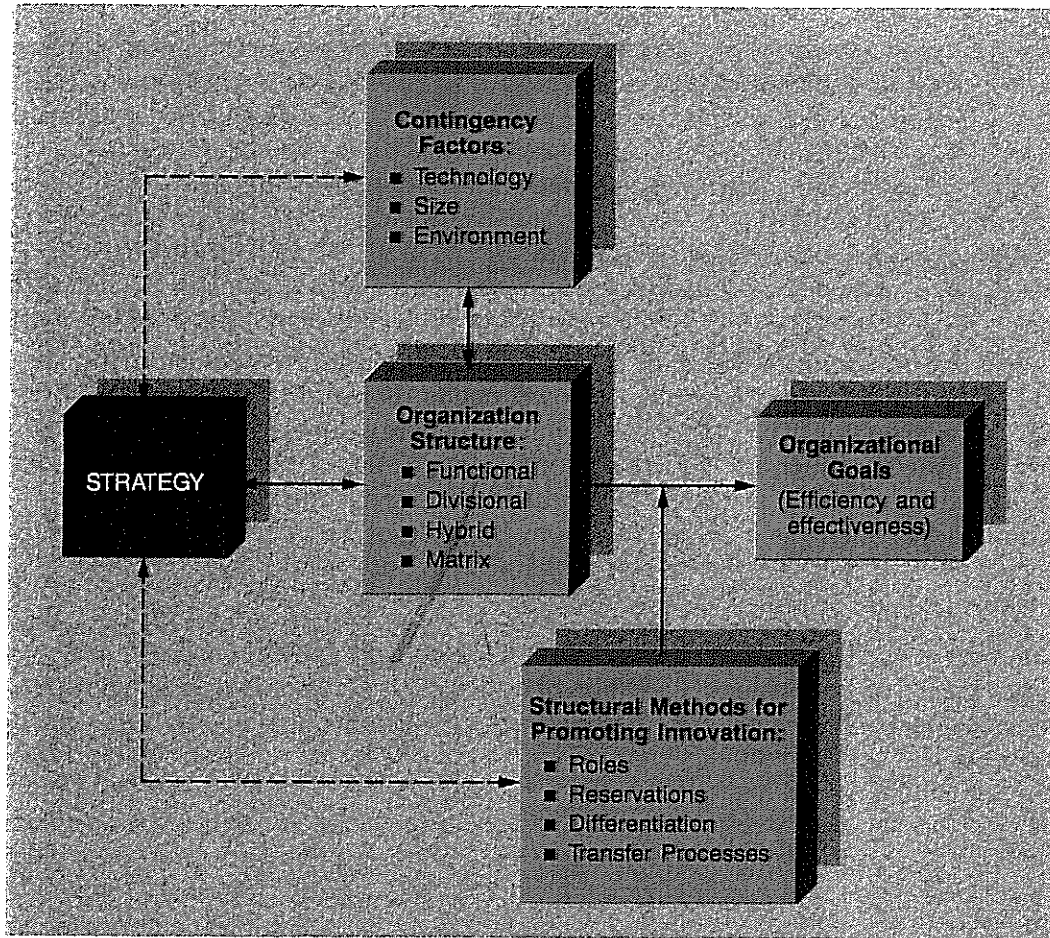 Contingency
Factors:
■ Technology
■ Size
■ Environment
STRATEGY
Organization
Structure:
■ Functional
■ Divisional
■ Hybrid
■ Matrix
Organizational
Goals
(Efficiency and
effectiveness)
Structural Methods for
Promoting Innovation:
■ Roles
■ Reservations
■ Differentiation
■ Transfer Processes